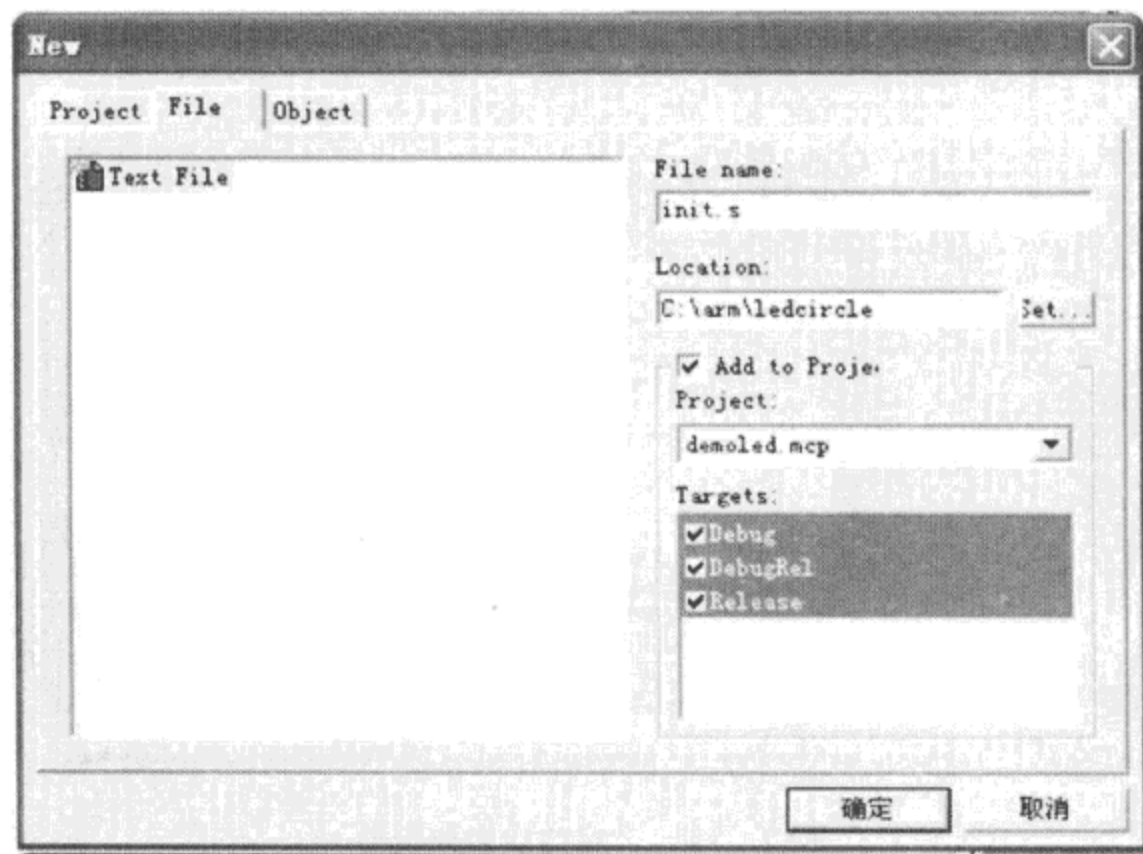 New
Project File Object
Text File
File name:
init.s
Location:
C:\arm\ledcircle
Set...
Add to Proje
Project:
demoled.mcp
Targets:
Debug
DebugRel
Release
确定 取消